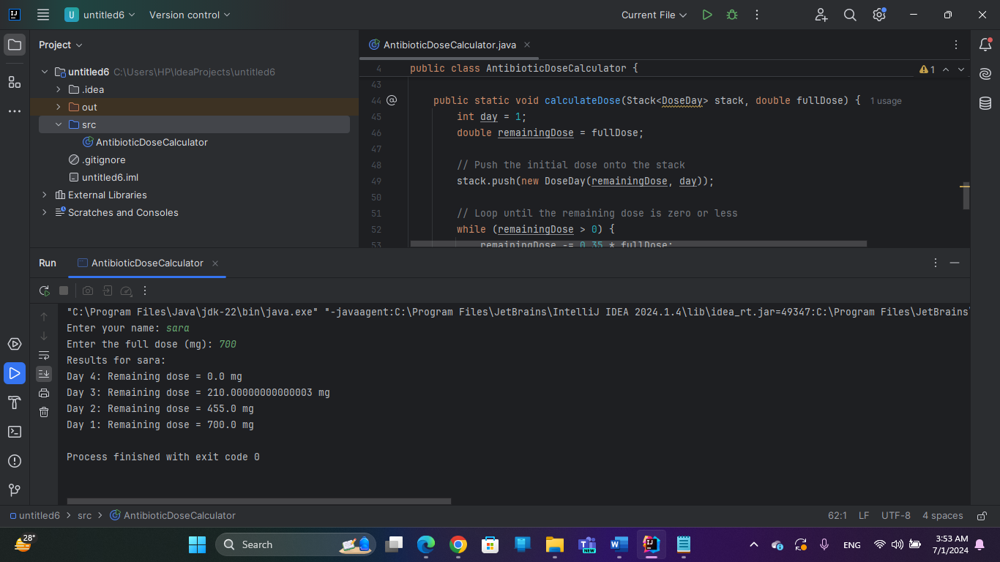 untitled6
Version control
Current File
Project
untitled6 C:\Users\HP\IdeaProjects\untitled6
.idea
out
src
AntibioticDoseCalculator
.gitignore
untitled6.iml
External Libraries
Scratches and Consoles
AntibioticDoseCalculator.java
4 public class AntibioticDoseCalculator {
1
43
44 public static void calculateDose(Stack<DoseDay> stack, double fullDose) { 1 usage
45 int day = 1;
46 double remainingDose = fullDose;
47
48 // Push the initial dose onto the stack
49 stack.push(new DoseDay(remainingDose, day));
50
51 // Loop until the remaining dose is zero or less
52 while (remainingDose > 0) {
53 remainingDose -= 0.35 * fullDose;
Run
AntibioticDoseCalculator
"C:\Program Files\Java\jdk-22\bin\java.exe" "-javaagent:C:\Program Files\JetBrains\IntelliJ IDEA 2024.1.4\lib\idea_rt.jar=49347:C:\Program Files\JetBrains\
Enter your name: sara
Enter the full dose (mg): 700
Results for sara:
Day 4: Remaining dose = 0.0 mg
Day 3: Remaining dose = 210.00000000000003 mg
Day 2: Remaining dose = 455.0 mg
Day 1: Remaining dose = 700.0 mg
Process finished with exit code 0
untitled6 > src > AntibioticDoseCalculator
62:1 LF UTF-8 4 spaces
28°
Search
NEW
ENG
3:53 AM
7/1/2024